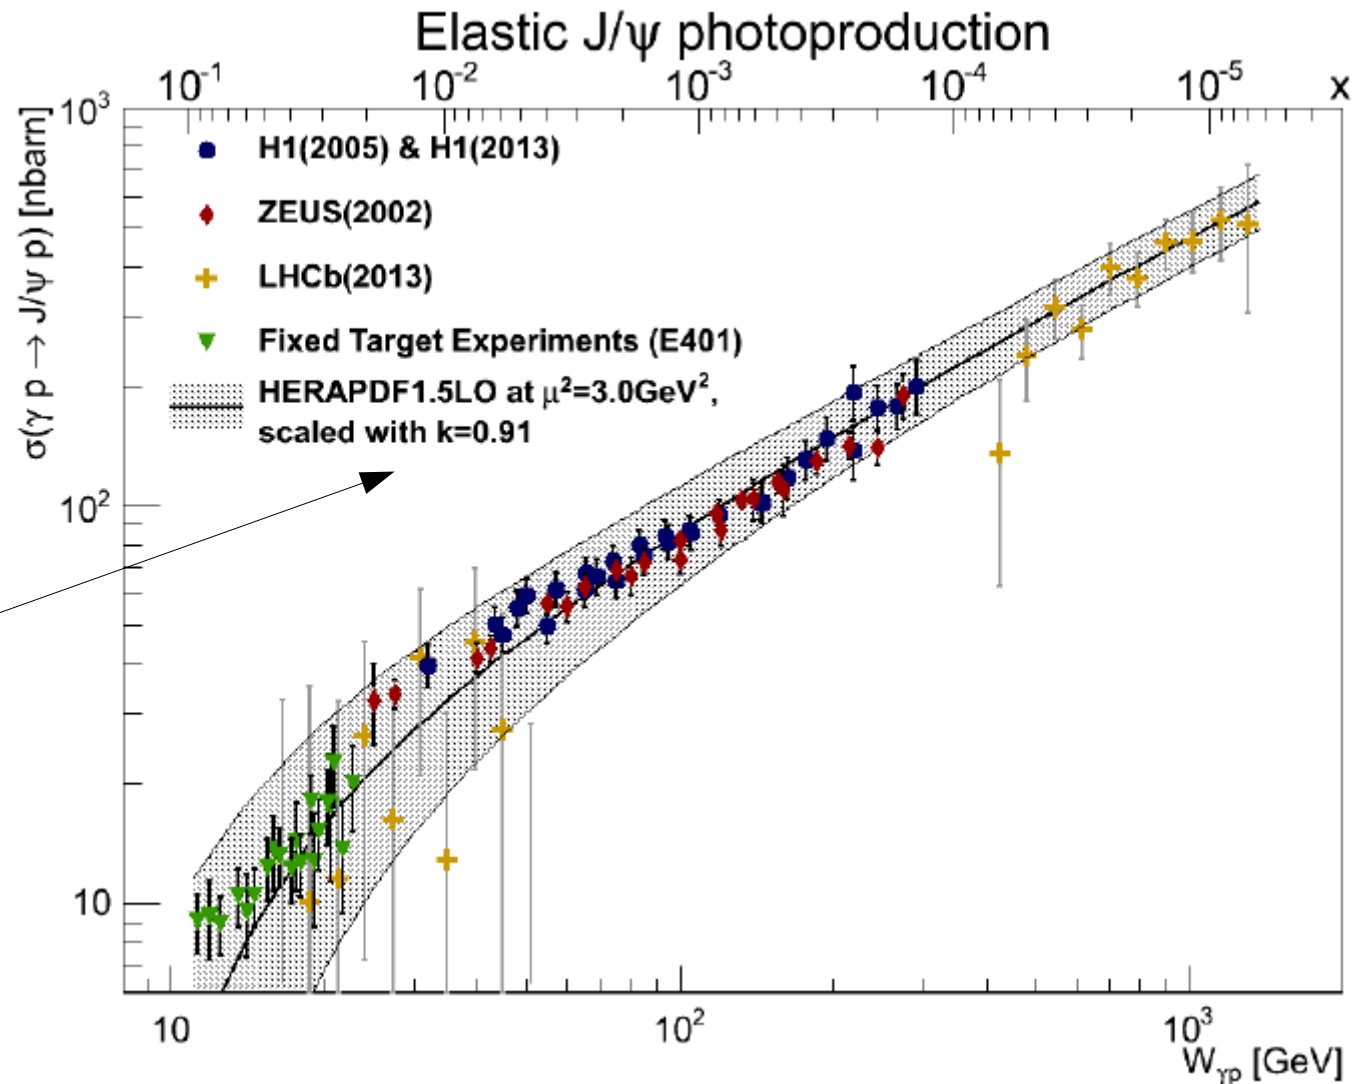 Elastic J/ψ photoproduction
10⁻¹ 10⁻² 10⁻³ 10⁻⁴ 10⁻⁵ x
σ(γ p → J/ψ p) [nbarn]
10³
10²
10
H1(2005) & H1(2013)
ZEUS(2002)
LHCb(2013)
Fixed Target Experiments (E401)
HERAPDF1.5LO at μ²=3.0GeV²,
scaled with k=0.91
10 10² 10³
W_γp [GeV]